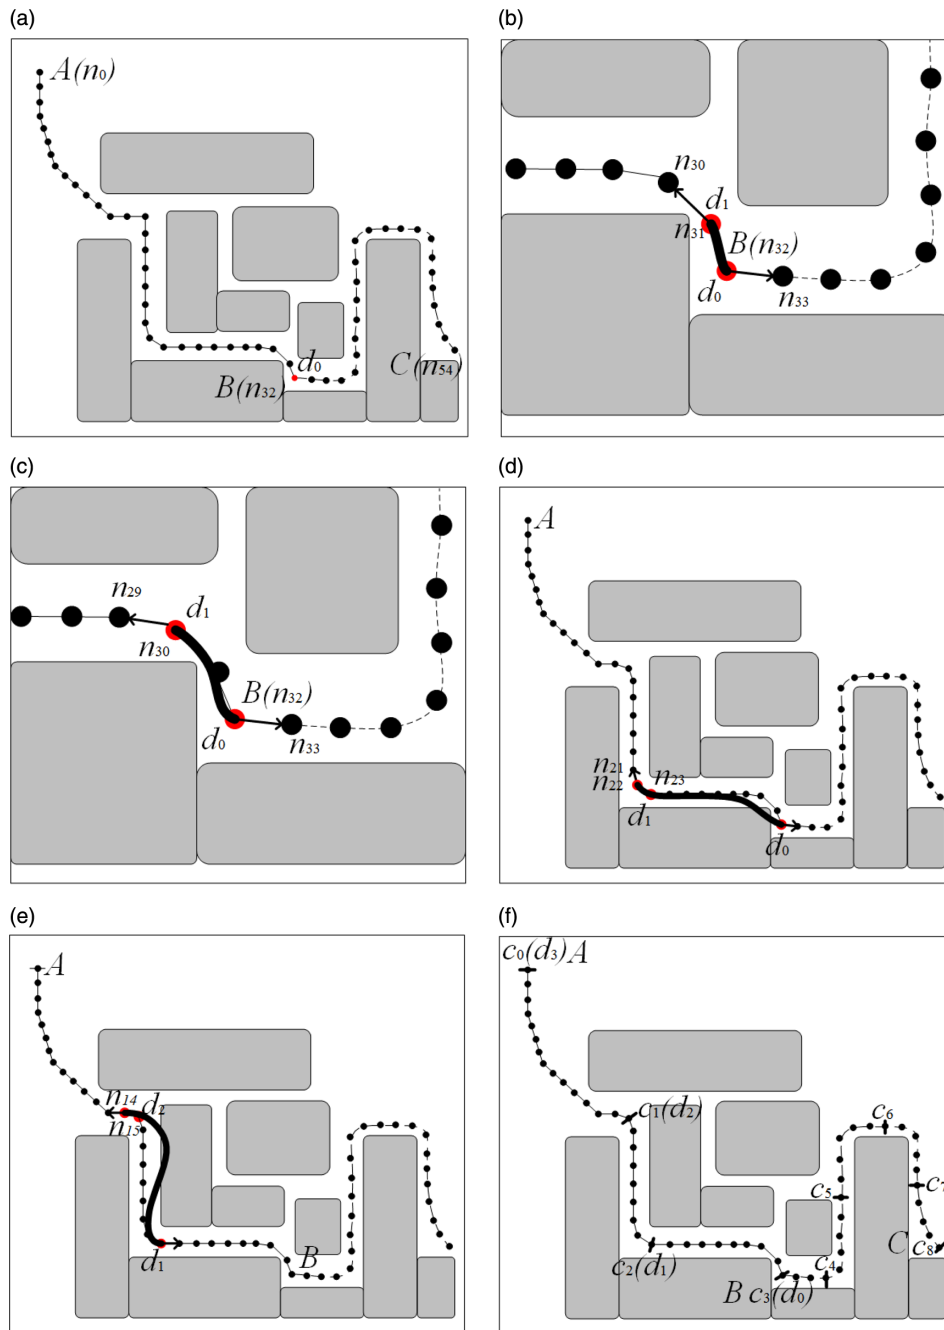 (a)
A(n0)
d0
B(n32)
C(n54)
(b)
n30
d1
n31
B(n32)
d0
n33
(c)
n29
d1
n30
B(n32)
d0
n33
(d)
A
n21
n22
n23
d1
d0
(e)
A
n14
d2
n15
d1
B
(f)
c0(d3)A
c1(d2)
c6
c5
c7
c2(d1)
B c3(d0)
c4
C
c8